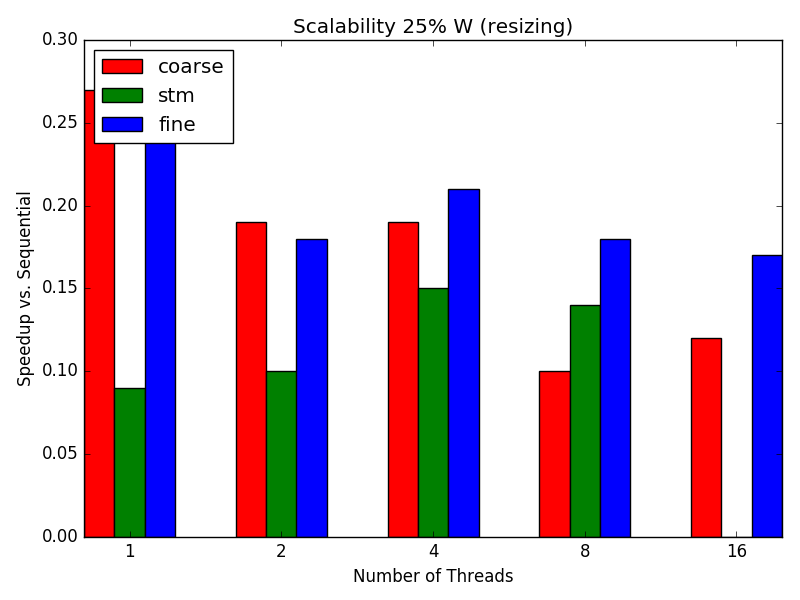 Scalability 25% W (resizing)
coarse
stm
fine
Speedup vs. Sequential
0.30
0.25
0.20
0.15
0.10
0.05
0.00
1 2 4 8 16
Number of Threads